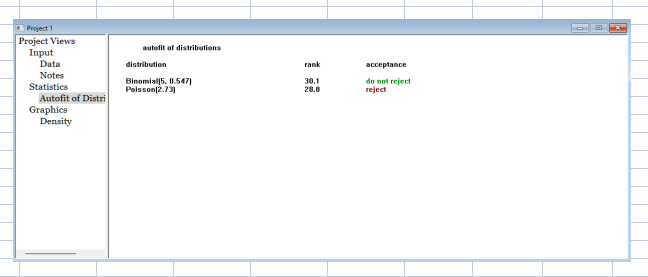 Project 1
Project Views
Input
Data
Notes
Statistics
Autofit of Distri
Graphics
Density
autofit of distributions
distribution rank acceptance
Binomial(5, 0.547) 30.1 do not reject
Poisson(2.73) 20.8 reject